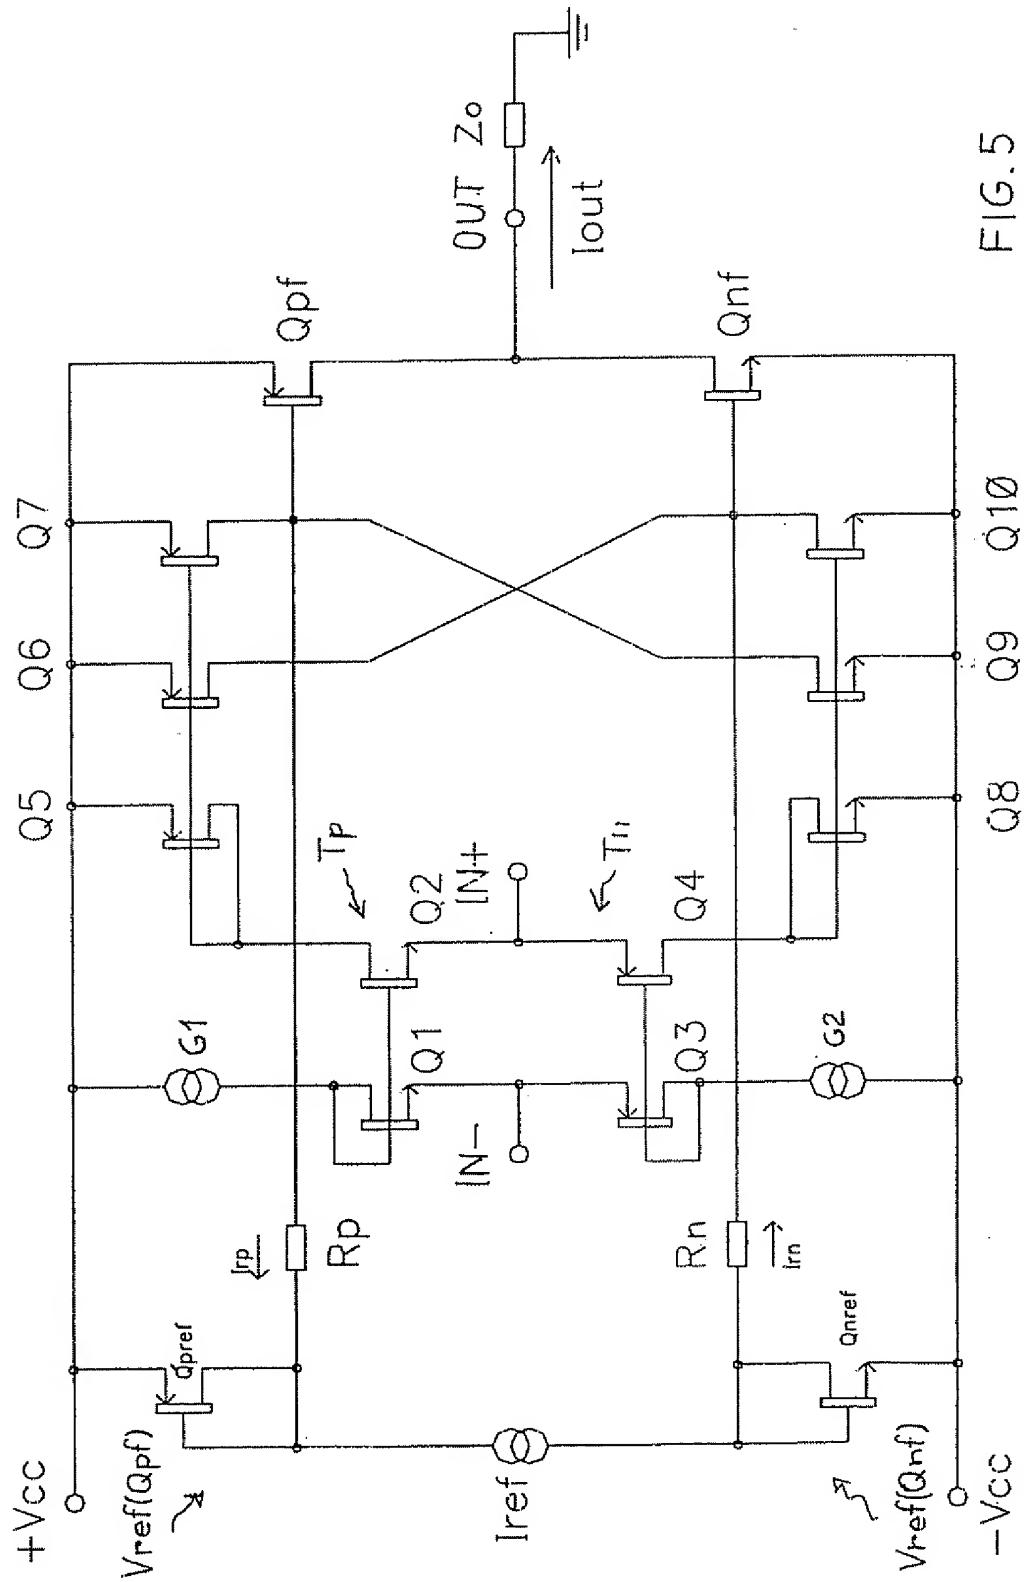 +Vcc
Vref(Qpf)
Qpref
Irp
Rp
G1
Q1
Q2
Tp
Q5
Q6
Q7
Qpf
Iref
IN-
IN+
OUT
Zo
Iout
Q3
Q4
Tn
G2
Rn
Irn
Qnref
Vref(Qnf)
-Vcc
Q8
Q9
Q10
Qnf
FIG.5